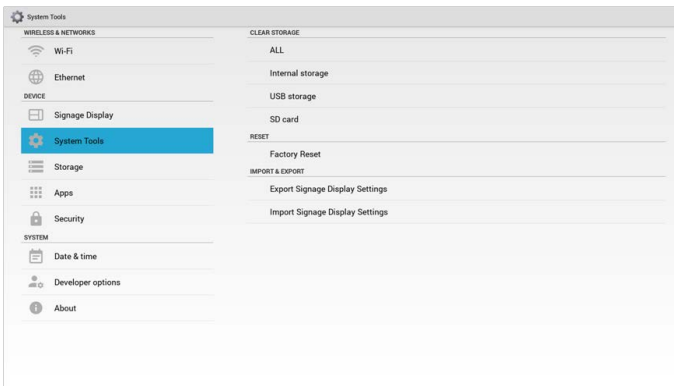 System Tools
WIRELESS & NETWORKS
Wi-Fi
Ethernet
DEVICE
Signage Display
System Tools
Storage
Apps
Security
SYSTEM
Date & time
Developer options
About
CLEAR STORAGE
ALL
Internal storage
USB storage
SD card
RESET
Factory Reset
IMPORT & EXPORT
Export Signage Display Settings
Import Signage Display Settings